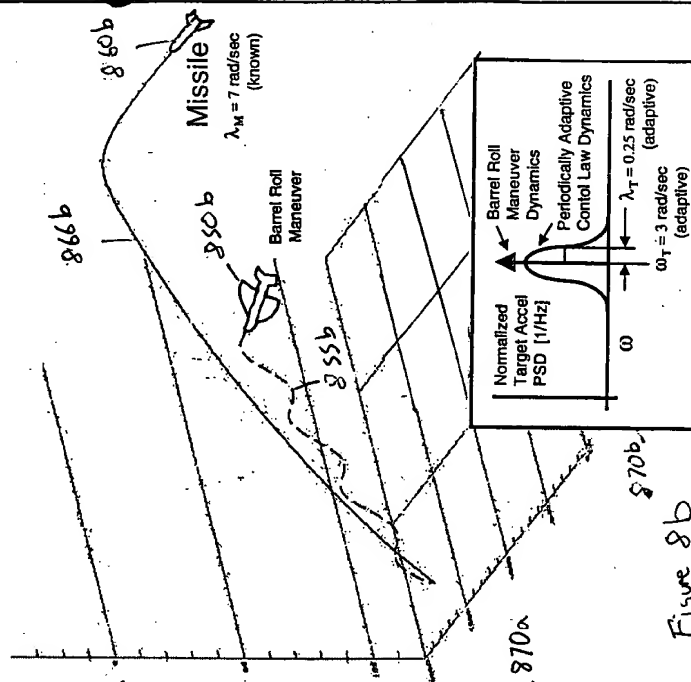 860b
Missile
λM = 7 rad/sec
(known)
866b
850b
Barrel Roll
Maneuver
855b
Normalized
Target Accel
PSD [1/Hz]
Barrel Roll
Maneuver
Dynamics
Periodically Adaptive
Contol Law Dynamics
λT = 0.25 rad/sec
(adaptive)
ω
ωT = 3 rad/sec
(adaptive)
870a
870b
Figure 8b